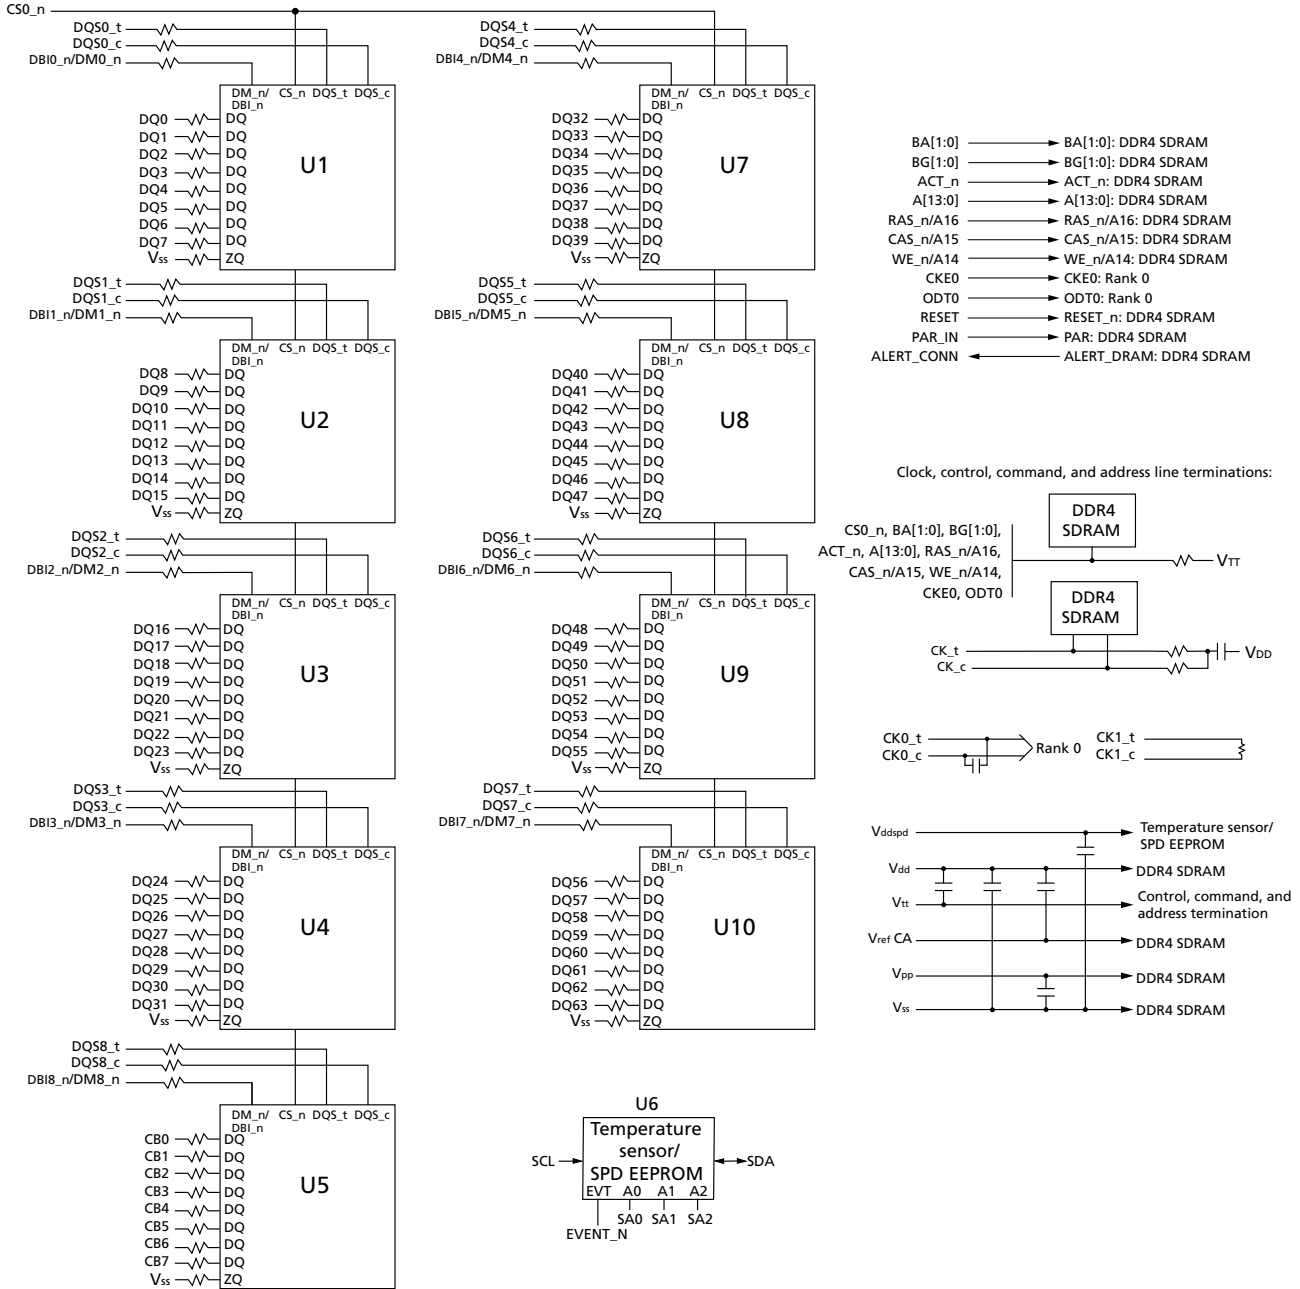 CS0_n
DQS0_t
DQS0_c
DBI0_n/DM0_n
DM_n/ CS_n DQS_t DQS_c
DBI_n
DQ0 DQ
DQ1 DQ
DQ2 DQ
DQ3 DQ
DQ4 DQ
DQ5 DQ
DQ6 DQ
DQ7 DQ
Vss ZQ
U1
DQS1_t
DQS1_c
DBI1_n/DM1_n
DM_n/ CS_n DQS_t DQS_c
DBI_n
DQ8 DQ
DQ9 DQ
DQ10 DQ
DQ11 DQ
DQ12 DQ
DQ13 DQ
DQ14 DQ
DQ15 DQ
Vss ZQ
U2
DQS2_t
DQS2_c
DBI2_n/DM2_n
DM_n/ CS_n DQS_t DQS_c
DBI_n
DQ16 DQ
DQ17 DQ
DQ18 DQ
DQ19 DQ
DQ20 DQ
DQ21 DQ
DQ22 DQ
DQ23 DQ
Vss ZQ
U3
DQS3_t
DQS3_c
DBI3_n/DM3_n
DM_n/ CS_n DQS_t DQS_c
DBI_n
DQ24 DQ
DQ25 DQ
DQ26 DQ
DQ27 DQ
DQ28 DQ
DQ29 DQ
DQ30 DQ
DQ31 DQ
Vss ZQ
U4
DQS8_t
DQS8_c
DBI8_n/DM8_n
DM_n/ CS_n DQS_t DQS_c
DBI_n
CB0 DQ
CB1 DQ
CB2 DQ
CB3 DQ
CB4 DQ
CB5 DQ
CB6 DQ
CB7 DQ
Vss ZQ
U5
DQS4_t
DQS4_c
DBI4_n/DM4_n
DM_n/ CS_n DQS_t DQS_c
DBI_n
DQ32 DQ
DQ33 DQ
DQ34 DQ
DQ35 DQ
DQ36 DQ
DQ37 DQ
DQ38 DQ
DQ39 DQ
Vss ZQ
U7
DQS5_t
DQS5_c
DBI5_n/DM5_n
DM_n/ CS_n DQS_t DQS_c
DBI_n
DQ40 DQ
DQ41 DQ
DQ42 DQ
DQ43 DQ
DQ44 DQ
DQ45 DQ
DQ46 DQ
DQ47 DQ
Vss ZQ
U8
DQS6_t
DQS6_c
DBI6_n/DM6_n
DM_n/ CS_n DQS_t DQS_c
DBI_n
DQ48 DQ
DQ49 DQ
DQ50 DQ
DQ51 DQ
DQ52 DQ
DQ53 DQ
DQ54 DQ
DQ55 DQ
Vss ZQ
U9
DQS7_t
DQS7_c
DBI7_n/DM7_n
DM_n/ CS_n DQS_t DQS_c
DBI_n
DQ56 DQ
DQ57 DQ
DQ58 DQ
DQ59 DQ
DQ60 DQ
DQ61 DQ
DQ62 DQ
DQ63 DQ
Vss ZQ
U10
U6
Temperature
sensor/
SPD EEPROM
SCL
SDA
EVT A0 A1 A2
SA0 SA1 SA2
EVENT_N
BA[1:0] BA[1:0]: DDR4 SDRAM
BG[1:0] BG[1:0]: DDR4 SDRAM
ACT_n ACT_n: DDR4 SDRAM
A[13:0] A[13:0]: DDR4 SDRAM
RAS_n/A16 RAS_n/A16: DDR4 SDRAM
CAS_n/A15 CAS_n/A15: DDR4 SDRAM
WE_n/A14 WE_n/A14: DDR4 SDRAM
CKE0 CKE0: Rank 0
ODT0 ODT0: Rank 0
RESET RESET_n: DDR4 SDRAM
PAR_IN PAR: DDR4 SDRAM
ALERT_CONN ALERT_DRAM: DDR4 SDRAM
Clock, control, command, and address line terminations:
DDR4
SDRAM
CS0_n, BA[1:0], BG[1:0],
ACT_n, A[13:0], RAS_n/A16,
CAS_n/A15, WE_n/A14,
CKE0, ODT0
VTT
DDR4
SDRAM
CK_t
CK_c
VDD
CK0_t
CK0_c
Rank 0
CK1_t
CK1_c
Vddspd Temperature sensor/
SPD EEPROM
Vdd DDR4 SDRAM
Vtt Control, command, and
address termination
Vref CA DDR4 SDRAM
Vpp DDR4 SDRAM
Vss DDR4 SDRAM